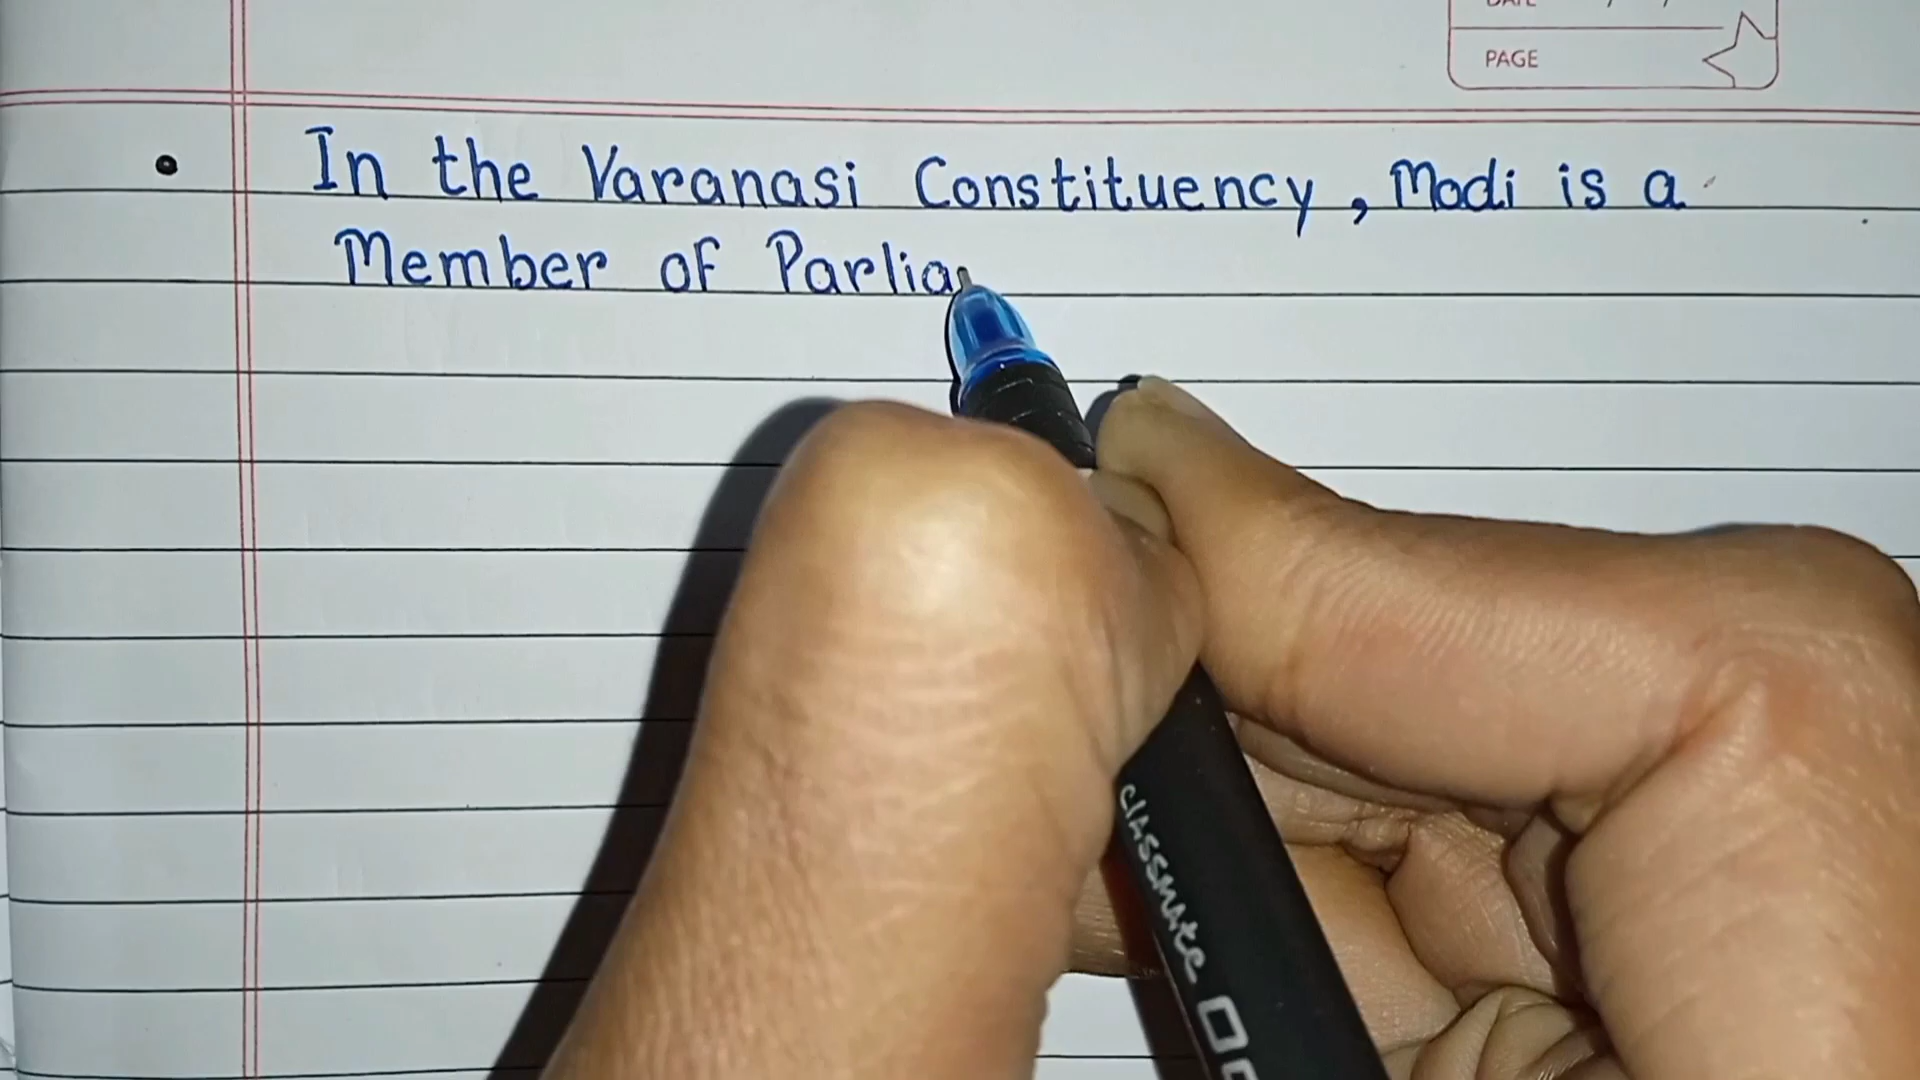 PAGE
In the Varanasi Constituency, Modi is a
Member of Parlia
classmate